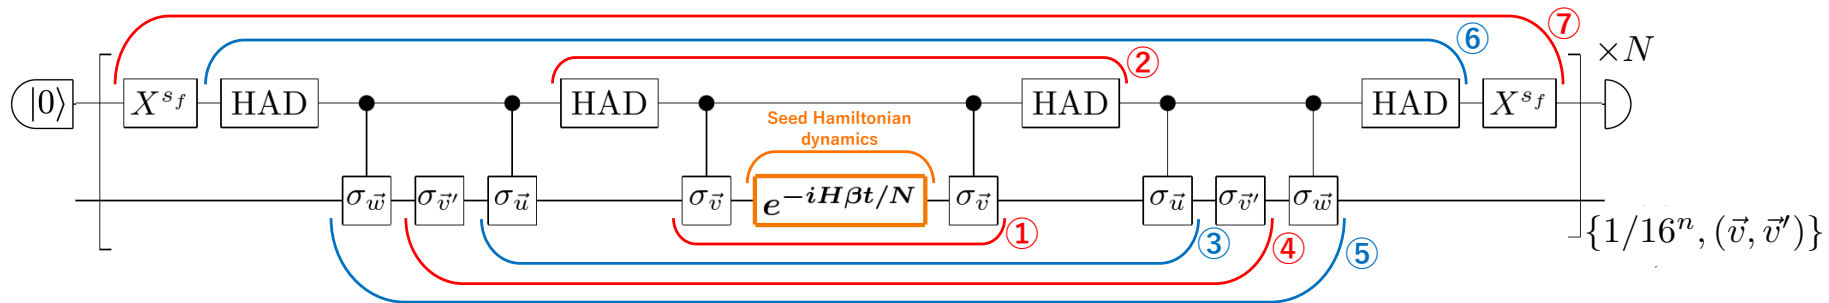 ⑦
⑥
×N
②
|0⟩ X^{s_f} HAD HAD HAD HAD X^{s_f}
Seed Hamiltonian
dynamics
σ_{\vec{w}} σ_{\vec{v}'} σ_{\vec{u}} σ_{\vec{v}} e^{-iHβt/N} σ_{\vec{v}} σ_{\vec{u}} σ_{\vec{v}'} σ_{\vec{w}}
① ③ ④ ⑤
{1/16^n, (\vec{v}, \vec{v}')}